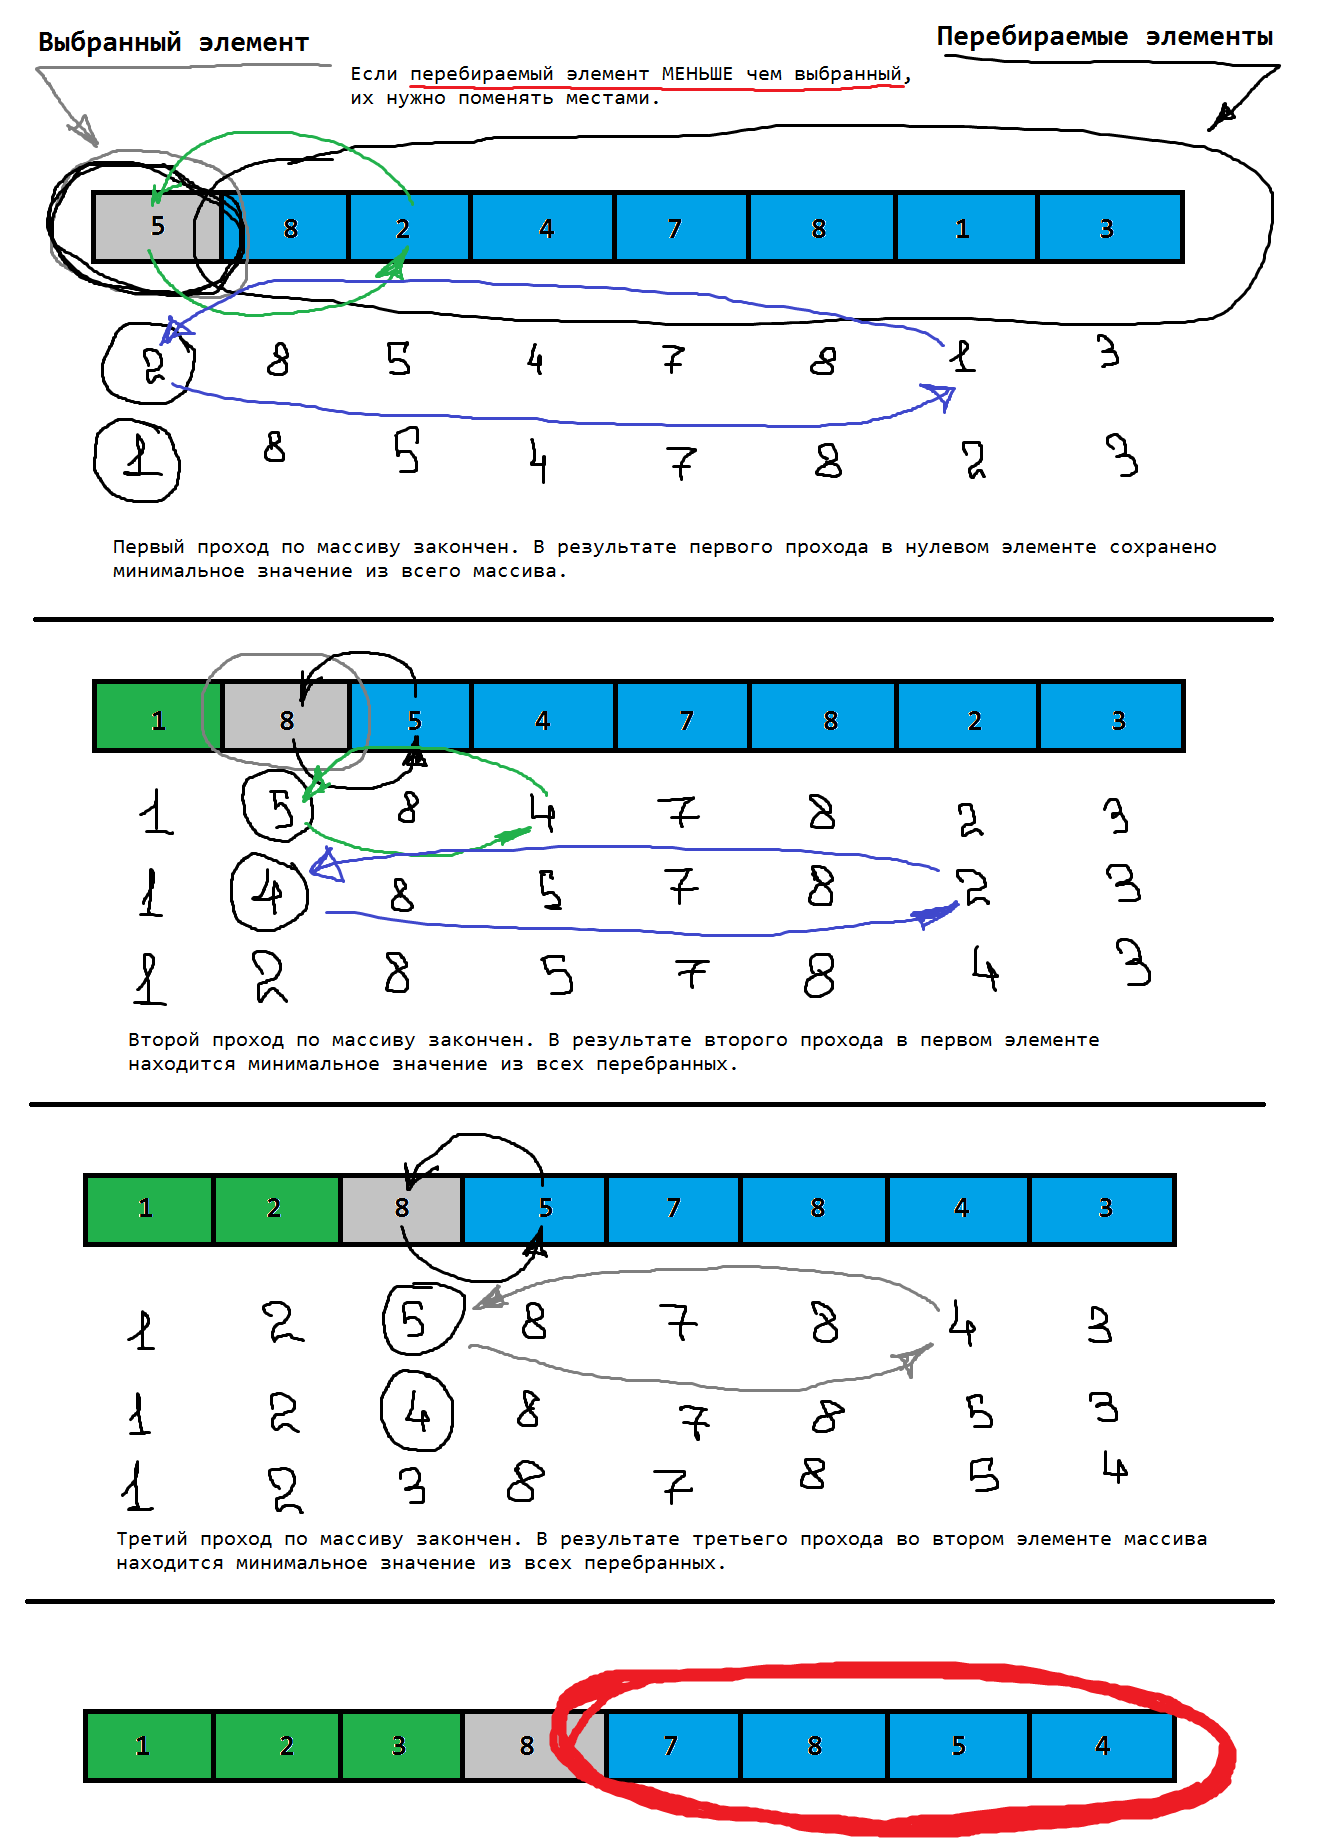 Выбранный элемент
Перебираемые элементы
Если перебираемый элемент МЕНЬШЕ чем выбранный,
их нужно поменять местами.
5 8 2 4 7 8 1 3
2 8 5 4 7 8 1 3
1 8 5 4 7 8 2 3
Первый проход по массиву закончен. В результате первого прохода в нулевом элементе сохранено
минимальное значение из всего массива.
1 8 5 4 7 8 2 3
1 5 8 4 7 8 2 3
1 4 8 5 7 8 2 3
1 2 8 5 7 8 4 3
Второй проход по массиву закончен. В результате второго прохода в первом элементе
находится минимальное значение из всех перебранных.
1 2 8 5 7 8 4 3
1 2 5 8 7 8 4 3
1 2 4 8 7 8 5 3
1 2 3 8 7 8 5 4
Третий проход по массиву закончен. В результате третьего прохода во втором элементе массива
находится минимальное значение из всех перебранных.
1 2 3 8 7 8 5 4